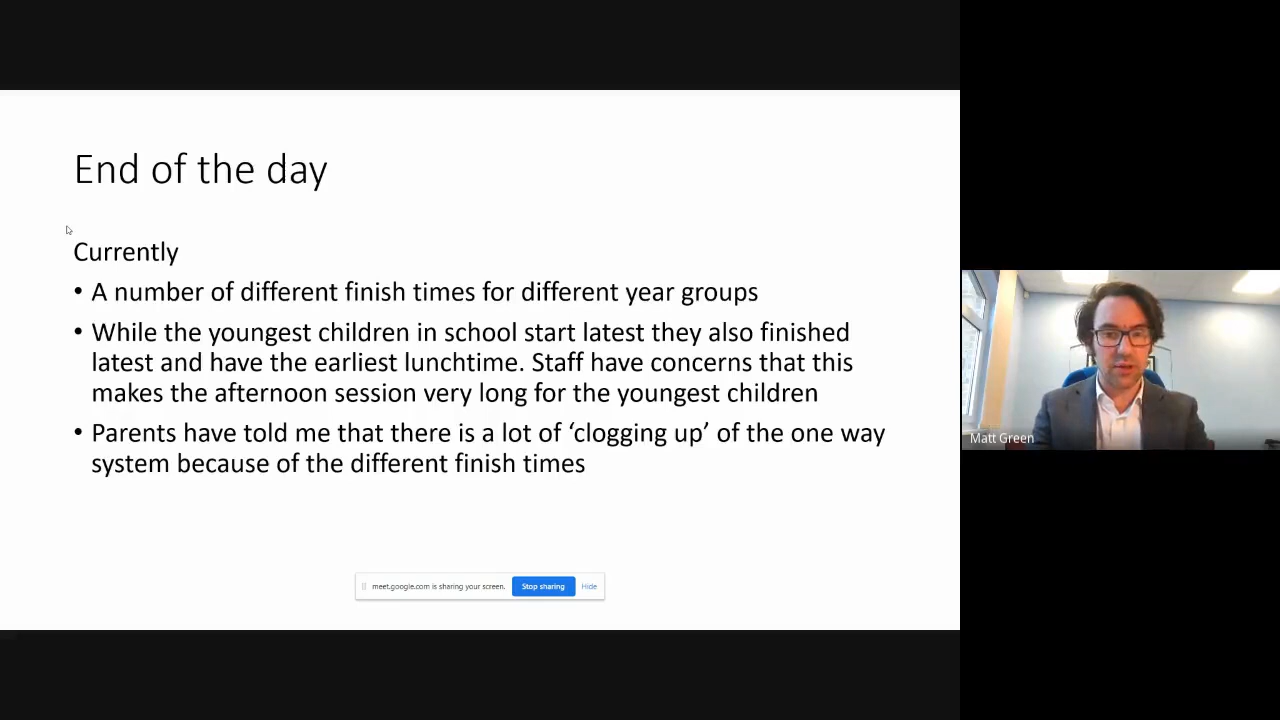 End of the day
Currently
• A number of different finish times for different year groups
• While the youngest children in school start latest they also finished
latest and have the earliest lunchtime. Staff have concerns that this
makes the afternoon session very long for the youngest children
• Parents have told me that there is a lot of ‘clogging up’ of the one way
system because of the different finish times
meet.google.com is sharing your screen. Stop sharing Hide
Matt Green